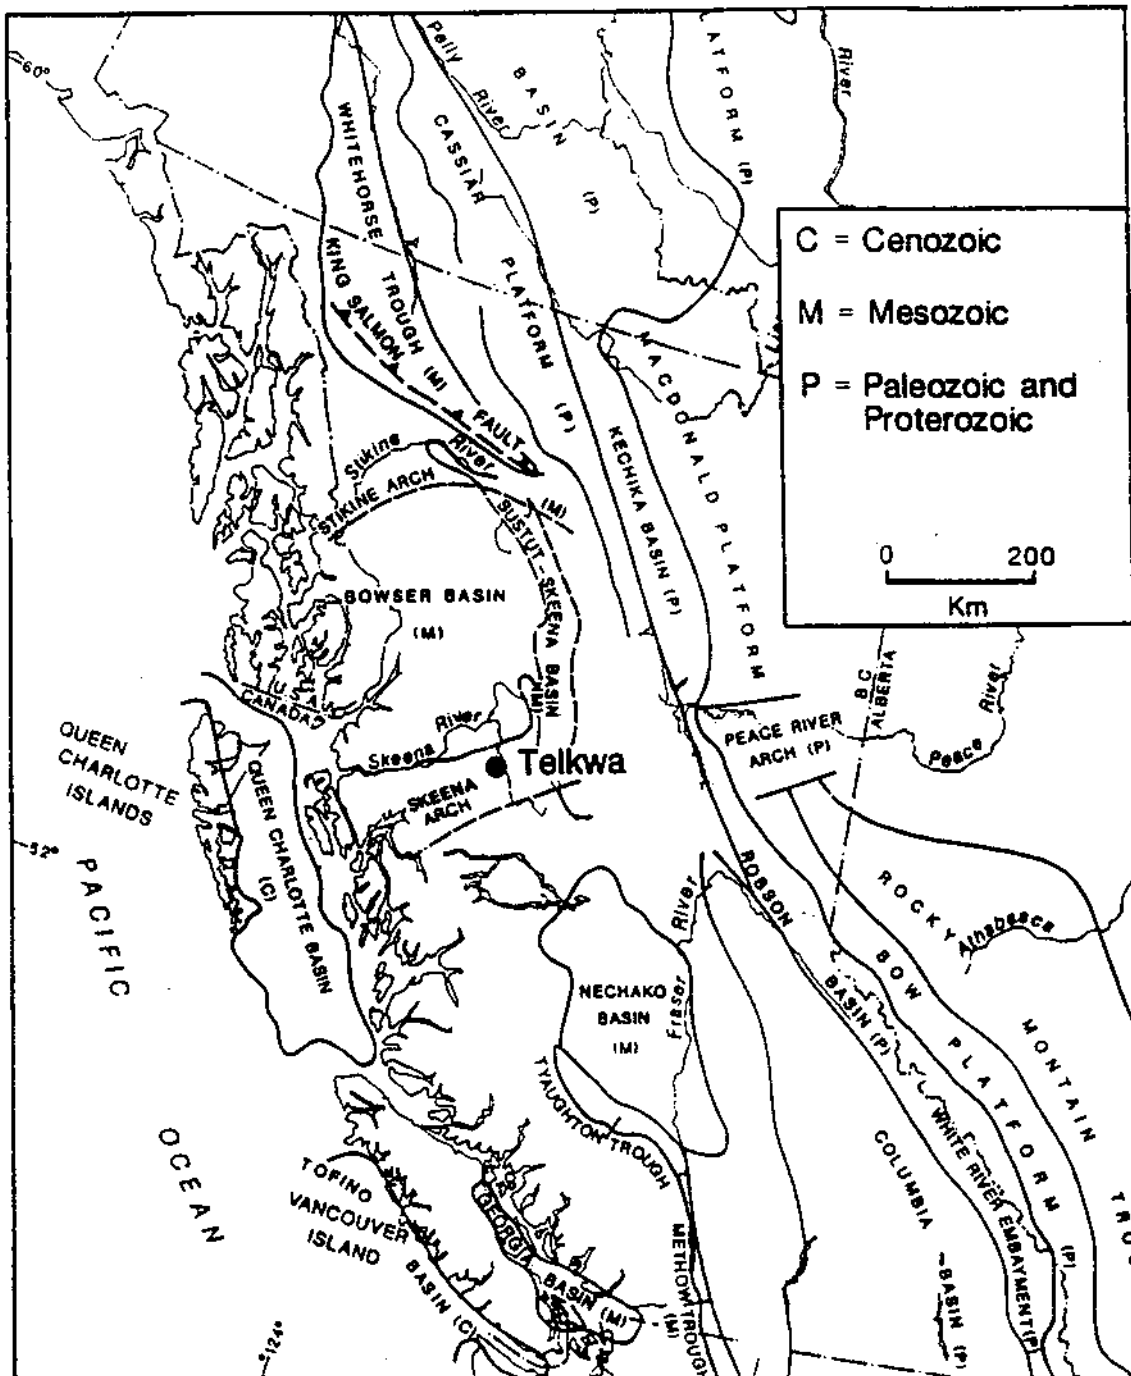 60°
Pelly
River
BASIN
(P)
ATFORM (P)
River
WHITEHORSE
TROUGH (M)
CASSIAR
PLATFORM (P)
KING SALMON
FAULT
C = Cenozoic
M = Mesozoic
P = Paleozoic and
Proterozoic
0 200
Km
MACDONALD PLATFORM
KECHIKA BASIN (P)
Stikine
River
STIKINE ARCH
(M)
SUSTUT - SKEENA BASIN
(M)
BOWSER BASIN
(M)
U.S.A.
CANADA
BC
ALBERTA
Peace
River
PEACE RIVER
ARCH (P)
Skeena
River
Telkwa
SKEENA
ARCH
QUEEN
CHARLOTTE
ISLANDS
QUEEN CHARLOTTE BASIN
(C)
52°
PACIFIC
OCEAN
ROBSON
BASIN (P)
ROCKY
MONTAIN
TRO
Athabasca
BOW
PLATFORM
(P)
River
Fraser
NECHAKO
BASIN
(M)
TYAUGHTON TROUGH
METHOW TROUGH
(M)
COLUMBIA
BASIN (P)
WHITE RIVER EMBAYMENT (P)
TOFINO
BASIN (C)
VANCOUVER
ISLAND
GEORGIA
BASIN (M)
124°